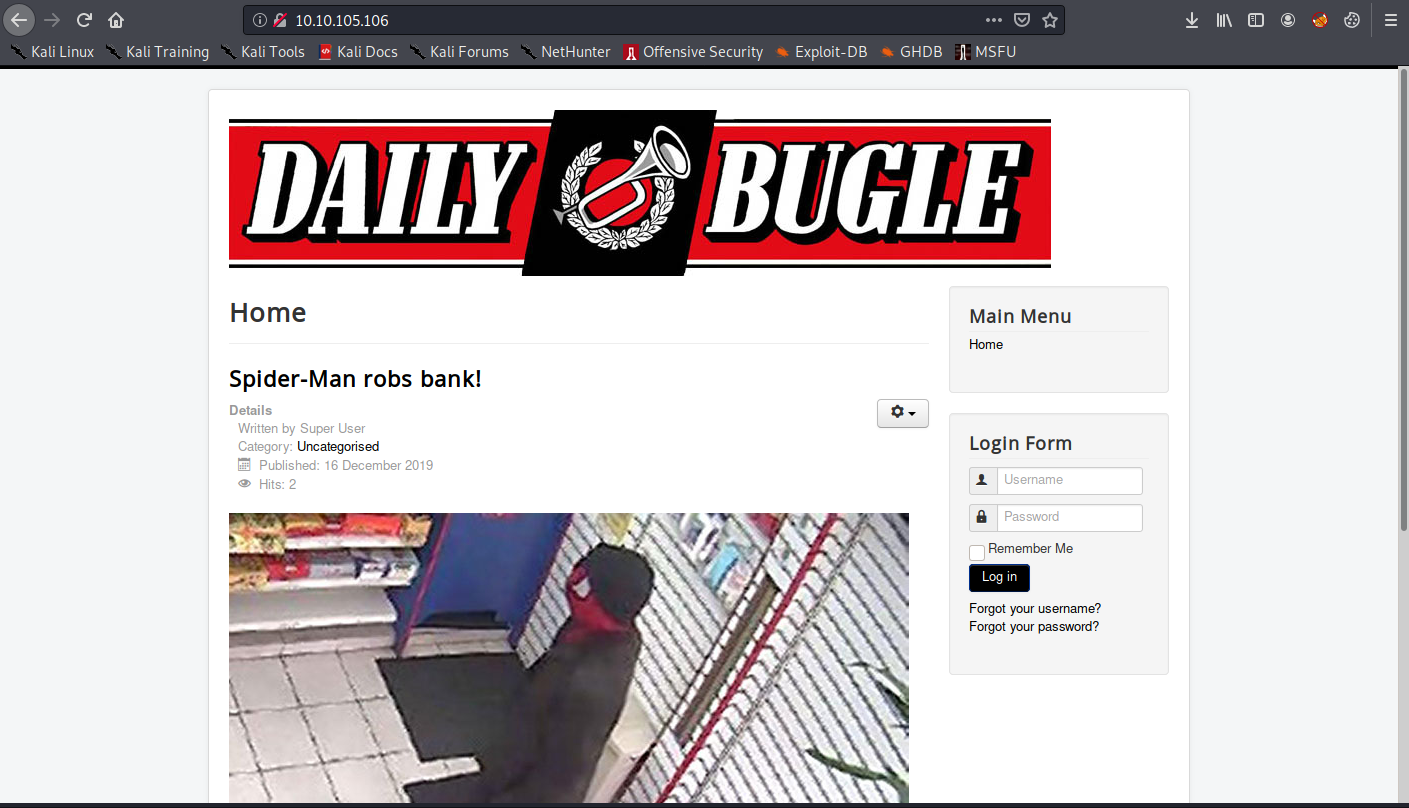 10.10.105.106
Kali Linux Kali Training Kali Tools Kali Docs Kali Forums NetHunter Offensive Security Exploit-DB GHDB MSFU
DAILY BUGLE
Home
Spider-Man robs bank!
Details
Written by Super User
Category: Uncategorised
Published: 16 December 2019
Hits: 2
Main Menu
Home
Login Form
Username
Password
Remember Me
Log in
Forgot your username?
Forgot your password?